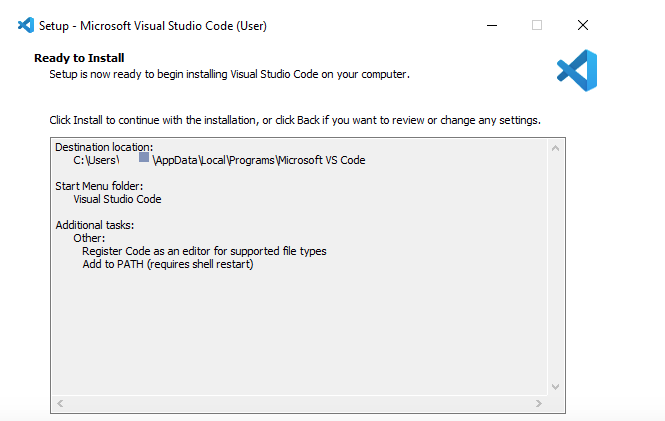 Setup - Microsoft Visual Studio Code (User)
Ready to Install
Setup is now ready to begin installing Visual Studio Code on your computer.
Click Install to continue with the installation, or click Back if you want to review or change any settings.
Destination location:
C:\Users\ \AppData\Local\Programs\Microsoft VS Code
Start Menu folder:
Visual Studio Code
Additional tasks:
Other:
Register Code as an editor for supported file types
Add to PATH (requires shell restart)